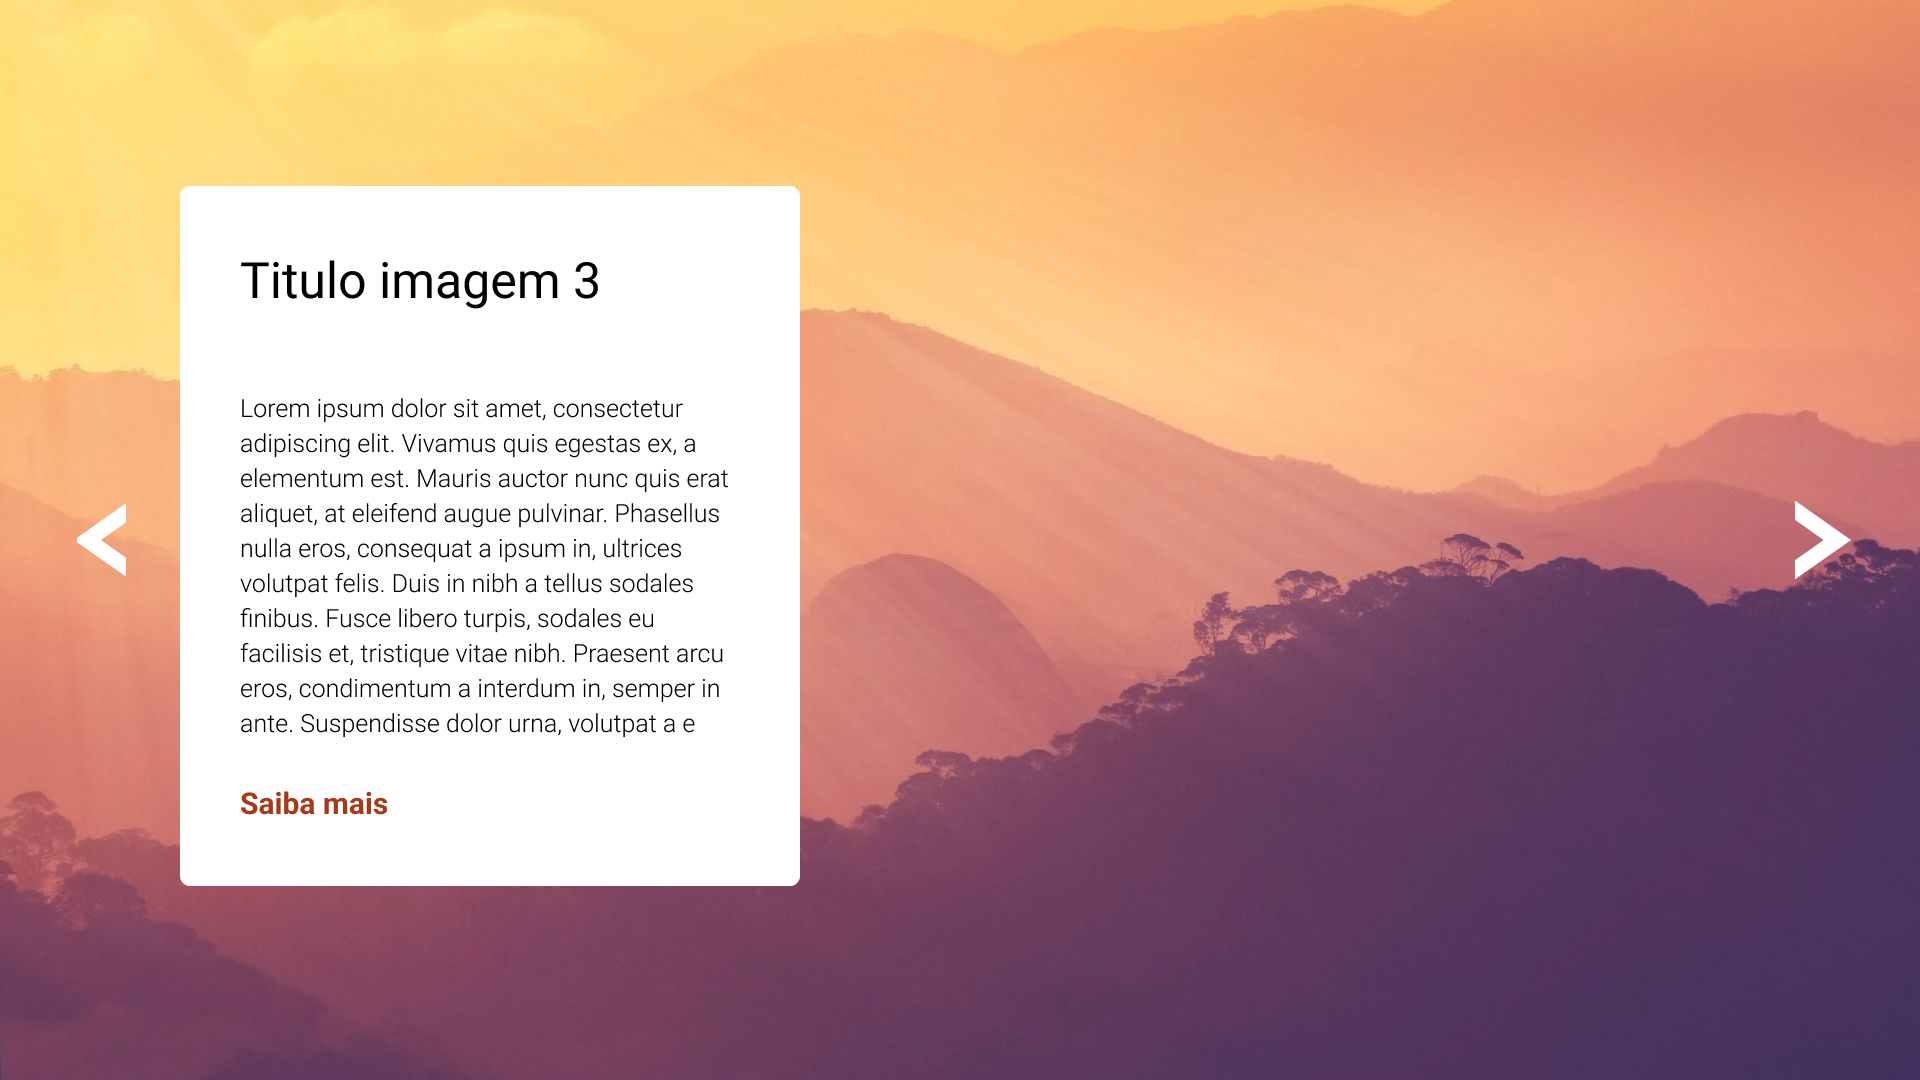 Titulo imagem 3
Lorem ipsum dolor sit amet, consectetur
adipiscing elit. Vivamus quis egestas ex, a
elementum est. Mauris auctor nunc quis erat
aliquet, at eleifend augue pulvinar. Phasellus
nulla eros, consequat a ipsum in, ultrices
volutpat felis. Duis in nibh a tellus sodales
finibus. Fusce libero turpis, sodales eu
facilisis et, tristique vitae nibh. Praesent arcu
eros, condimentum a interdum in, semper in
ante. Suspendisse dolor urna, volutpat a e
Saiba mais